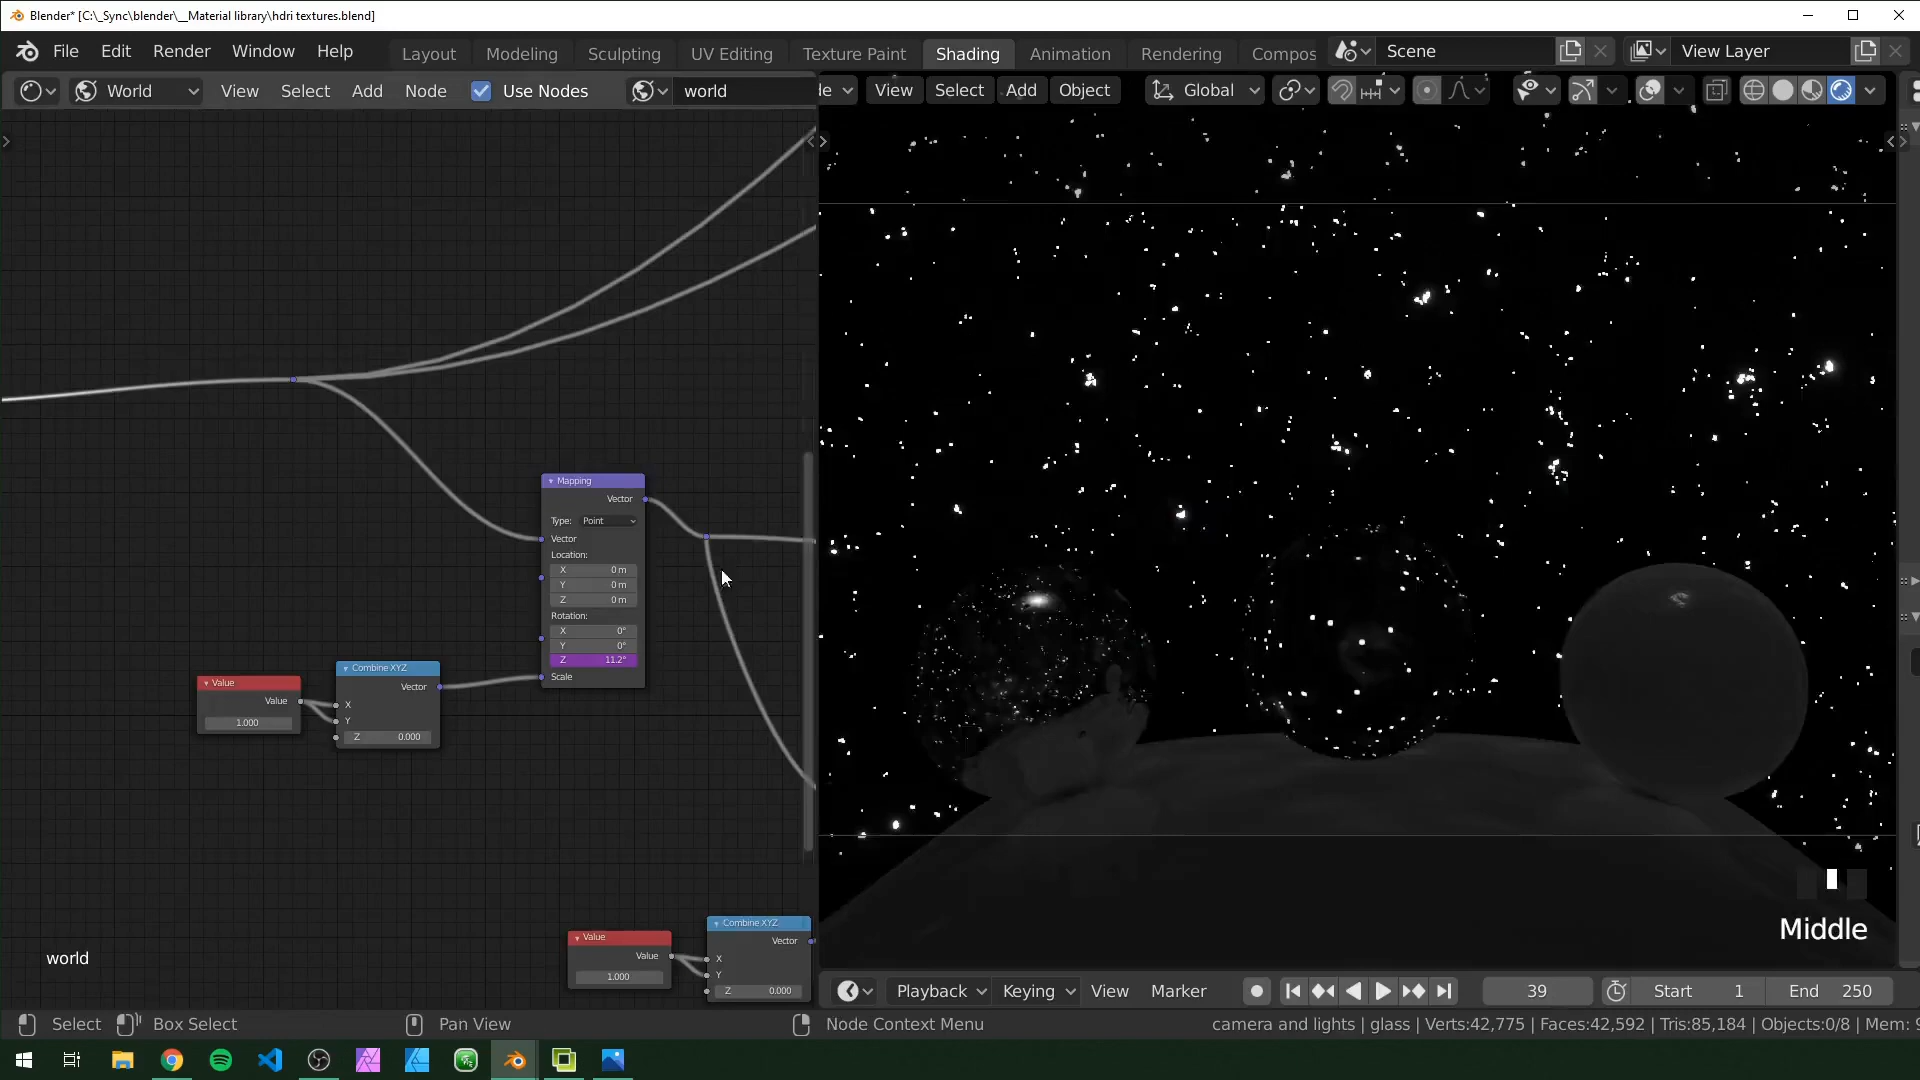 Blender* [C:\_Sync\blender\__Material library\hdri textures.blend]
File Edit Render Window Help Layout Modeling Sculpting UV Editing Texture Paint Shading Animation Rendering Compos Scene View Layer
World View Select Add Node Use Nodes world de View Select Add Object Global
Mapping
Vector
Type: Point
Vector
Location:
X 0 m
Y 0 m
Z 0 m
Rotation:
X 0°
Y 0°
Z 11.2°
Scale
Value
Value
1.000
Combine XYZ
Vector
X
Y
Z 0.000
Value
Value
1.000
Combine XYZ
Vector
X
Y
Z 0.000
world
Middle
Playback Keying View Marker 39 Start 1 End 250
Select Box Select Pan View Node Context Menu camera and lights | glass | Verts:42,775 | Faces:42,592 | Tris:85,184 | Objects:0/8 | Mem: